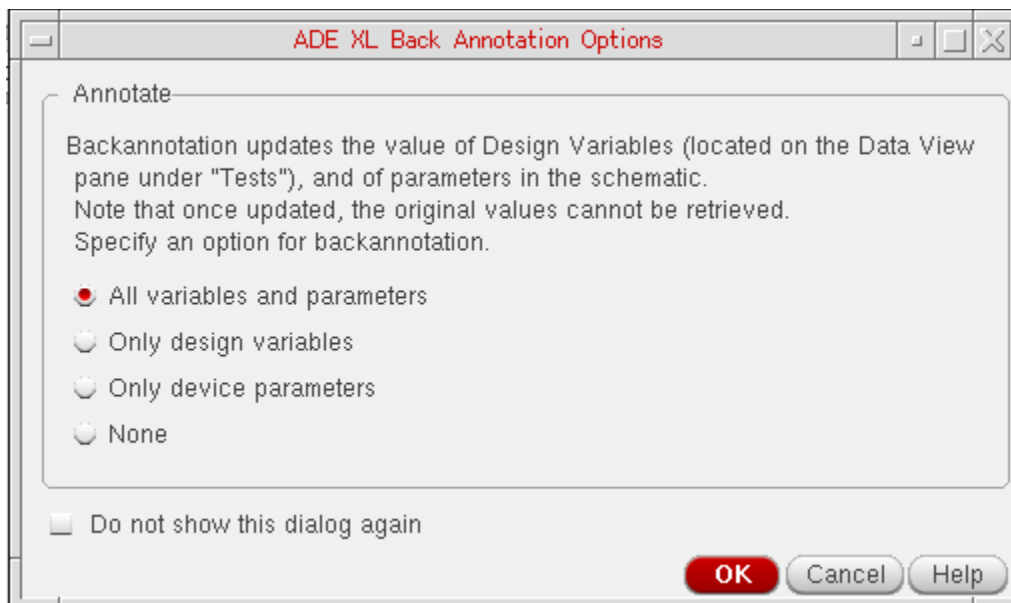 ADE XL Back Annotation Options
Annotate
Backannotation updates the value of Design Variables (located on the Data View
pane under "Tests"), and of parameters in the schematic.
Note that once updated, the original values cannot be retrieved.
Specify an option for backannotation.
All variables and parameters
Only design variables
Only device parameters
None
Do not show this dialog again
OK Cancel Help